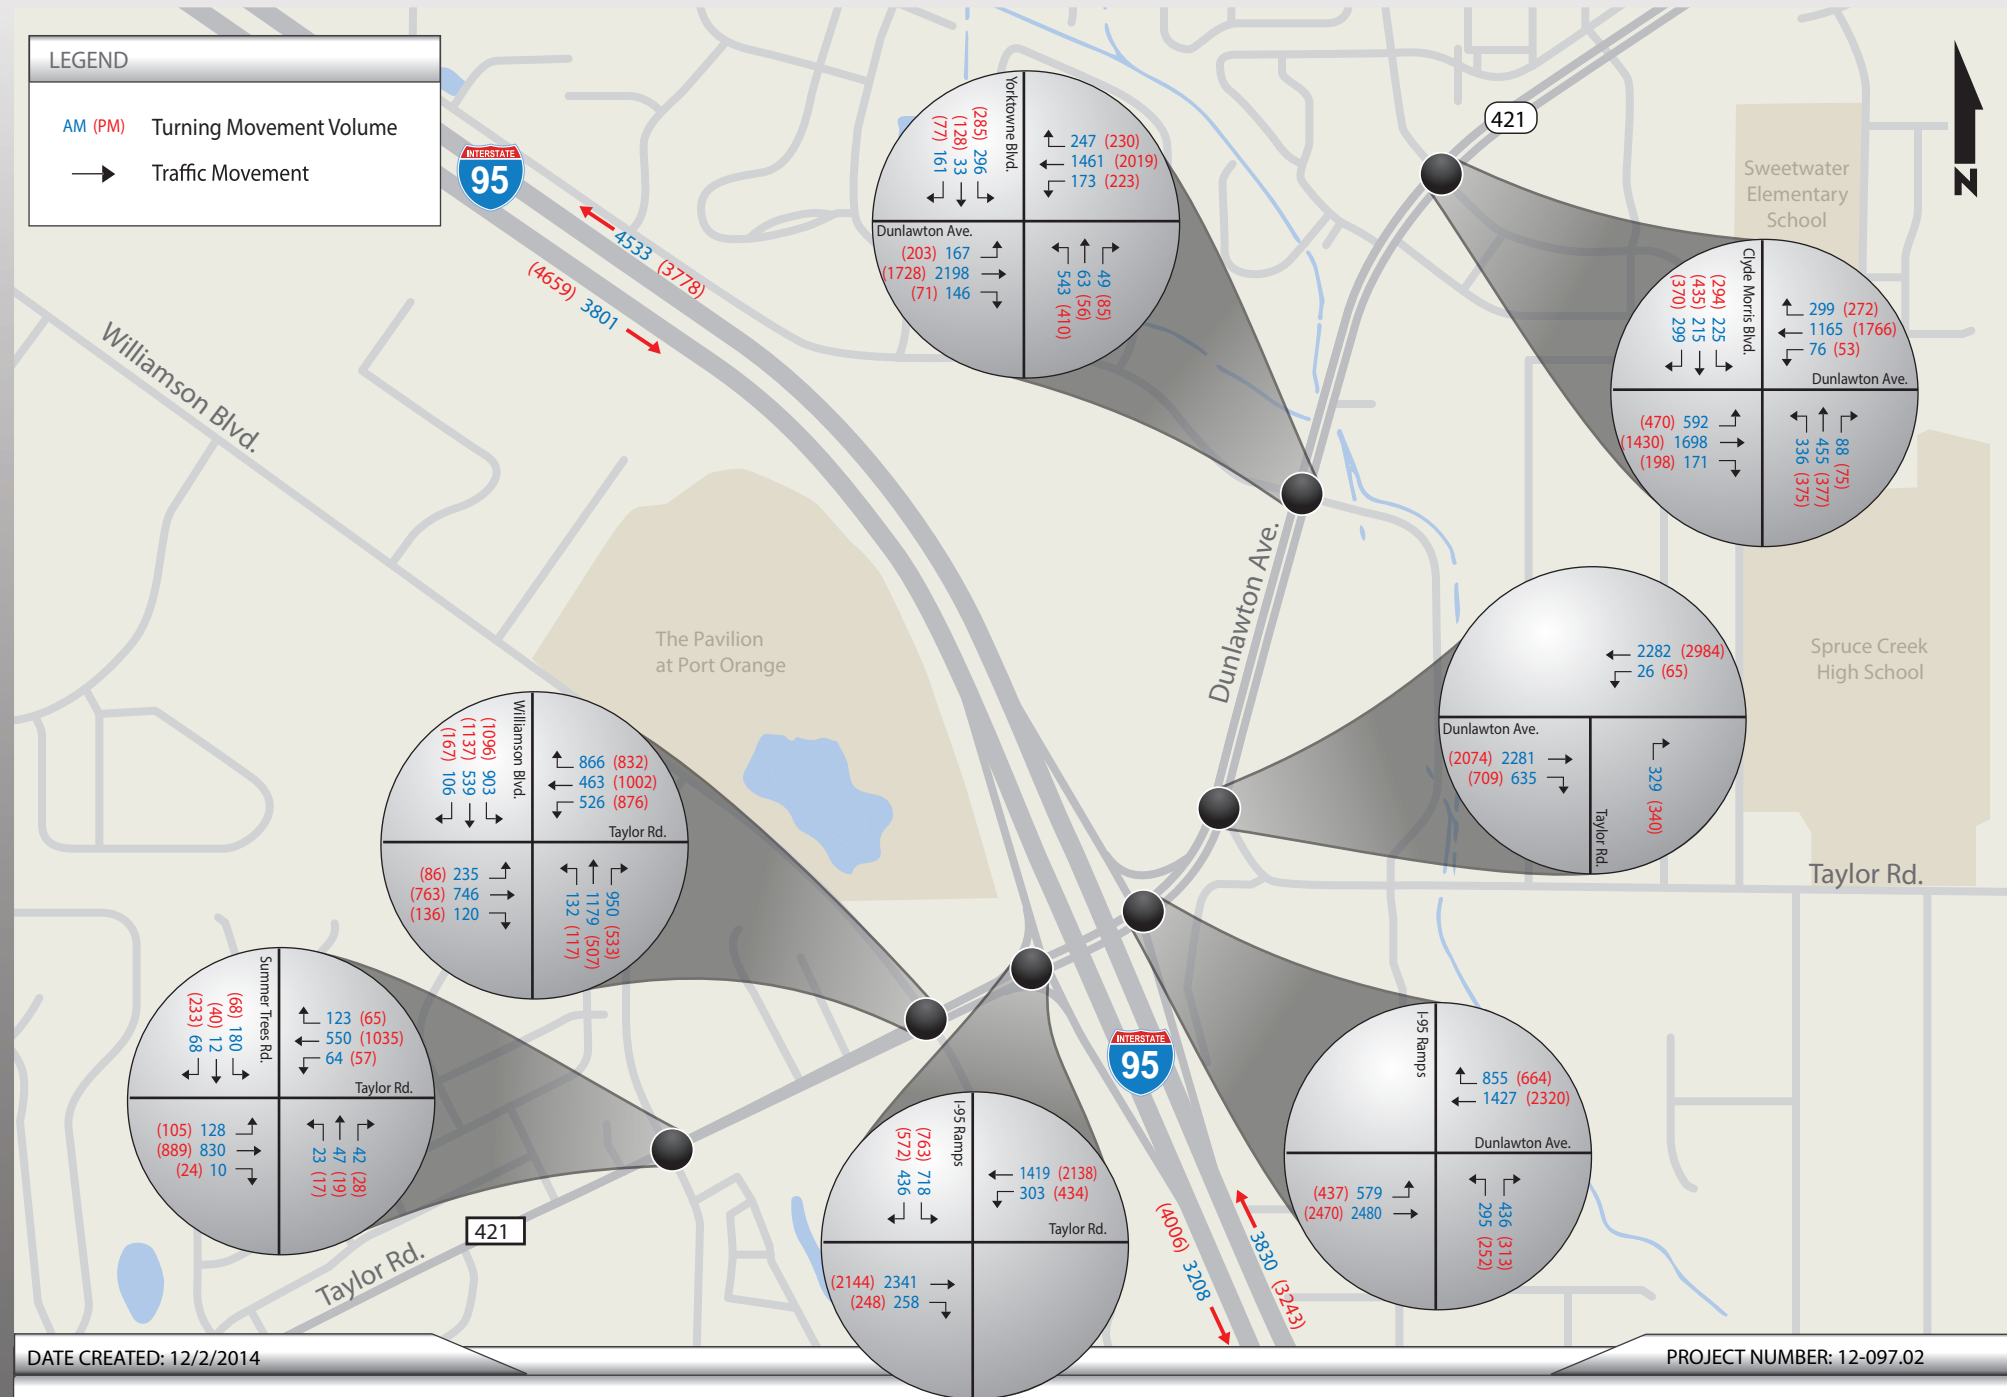 LEGEND
AM (PM) Turning Movement Volume
Traffic Movement
INTERSTATE
95
4533 (3778)
(4659) 3801
Williamson Blvd.
Yorktowne Blvd.
(77) 161
(128) 33
(285) 296
247 (230)
1461 (2019)
173 (223)
Dunlawton Ave.
(203) 167
(1728) 2198
(71) 146
543 (410)
63 (56)
49 (85)
421
Sweetwater
Elementary
School
N
Clyde Morris Blvd.
(370) 299
(435) 215
(294) 225
299 (272)
1165 (1766)
76 (53)
Dunlawton Ave.
(470) 592
(1430) 1698
(198) 171
336 (375)
455 (377)
88 (75)
Dunlawton Ave.
The Pavilion
at Port Orange
Spruce Creek
High School
2282 (2984)
26 (65)
Dunlawton Ave.
(2074) 2281
(709) 635
Taylor Rd.
329 (340)
Taylor Rd.
Williamson Blvd.
(167) 106
(1137) 539
(1096) 903
866 (832)
463 (1002)
526 (876)
Taylor Rd.
(86) 235
(763) 746
(136) 120
132 (117)
1179 (507)
950 (533)
Summer Trees Rd.
(233) 68
(40) 12
(68) 180
123 (65)
550 (1035)
64 (57)
Taylor Rd.
(105) 128
(889) 830
(24) 10
23 (17)
47 (19)
42 (28)
421
Taylor Rd.
I-95 Ramps
(572) 436
(763) 718
1419 (2138)
303 (434)
Taylor Rd.
(2144) 2341
(248) 258
INTERSTATE
95
(4006) 3208
3830 (3243)
I-95 Ramps
855 (664)
1427 (2320)
Dunlawton Ave.
(437) 579
(2470) 2480
295 (252)
436 (313)
DATE CREATED: 12/2/2014
PROJECT NUMBER: 12-097.02